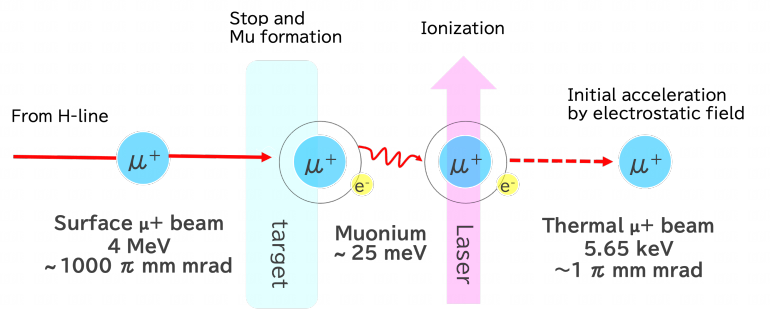 Stop and
Mu formation
Ionization
Initial acceleration
by electrostatic field
From H-line
μ⁺
μ⁺
e⁻
μ⁺
e⁻
μ⁺
Surface μ+ beam
4 MeV
~1000 π mm mrad
target
Muonium
~ 25 meV
Laser
Thermal μ+ beam
5.65 keV
~1 π mm mrad